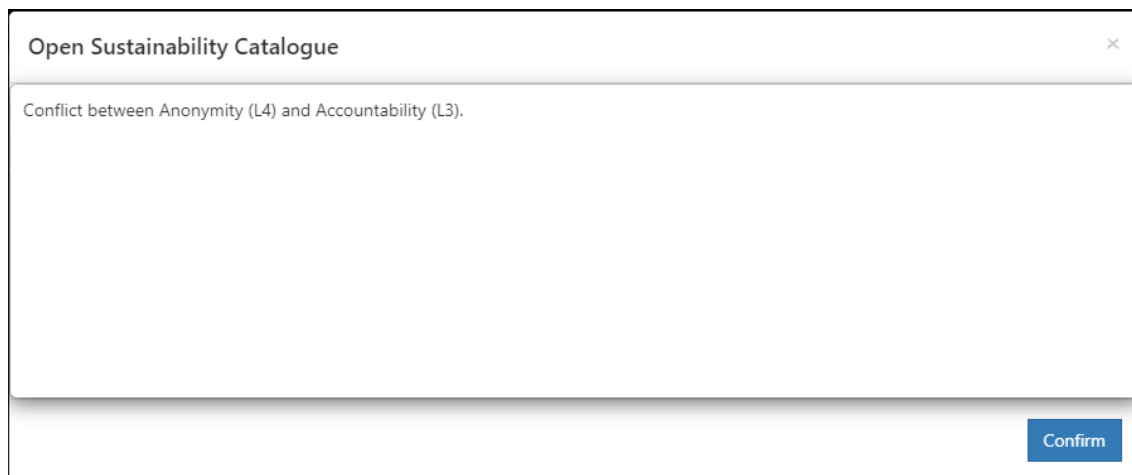 Open Sustainability Catalogue
×
Conflict between Anonymity (L4) and Accountability (L3).
Confirm